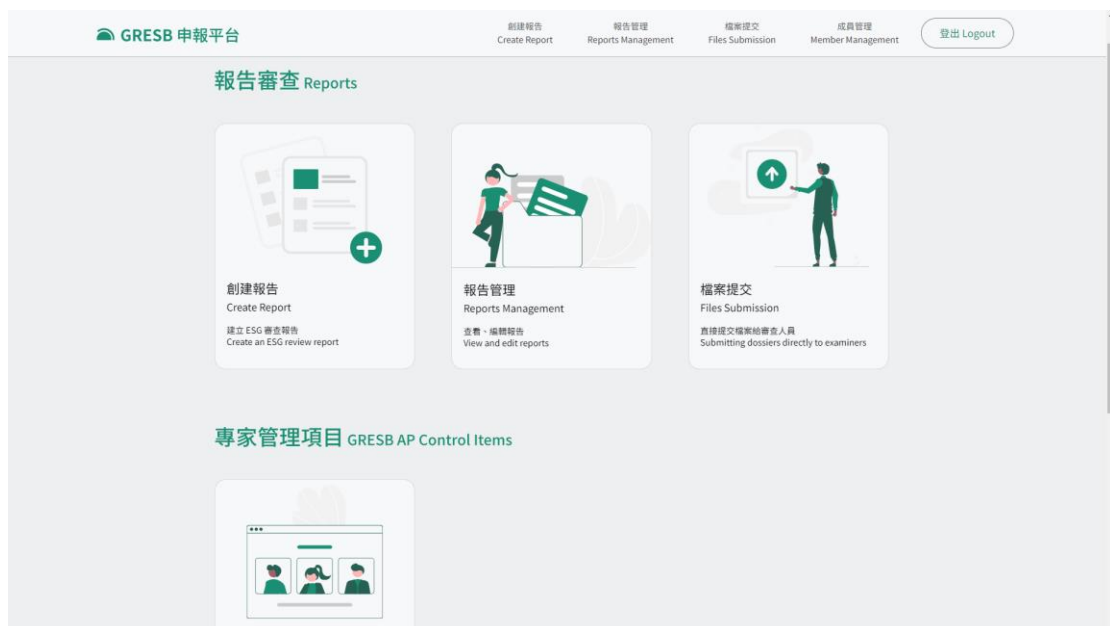 GRESB 申報平台
創建報告
Create Report
報告管理
Reports Management
檔案提交
Files Submission
成員管理
Member Management
登出 Logout
報告審查 Reports
創建報告
Create Report
建立 ESG 審查報告
Create an ESG review report
報告管理
Reports Management
查看、編輯報告
View and edit reports
檔案提交
Files Submission
直接提交檔案給審查人員
Submitting dossiers directly to examiners
專家管理項目 GRESB AP Control Items